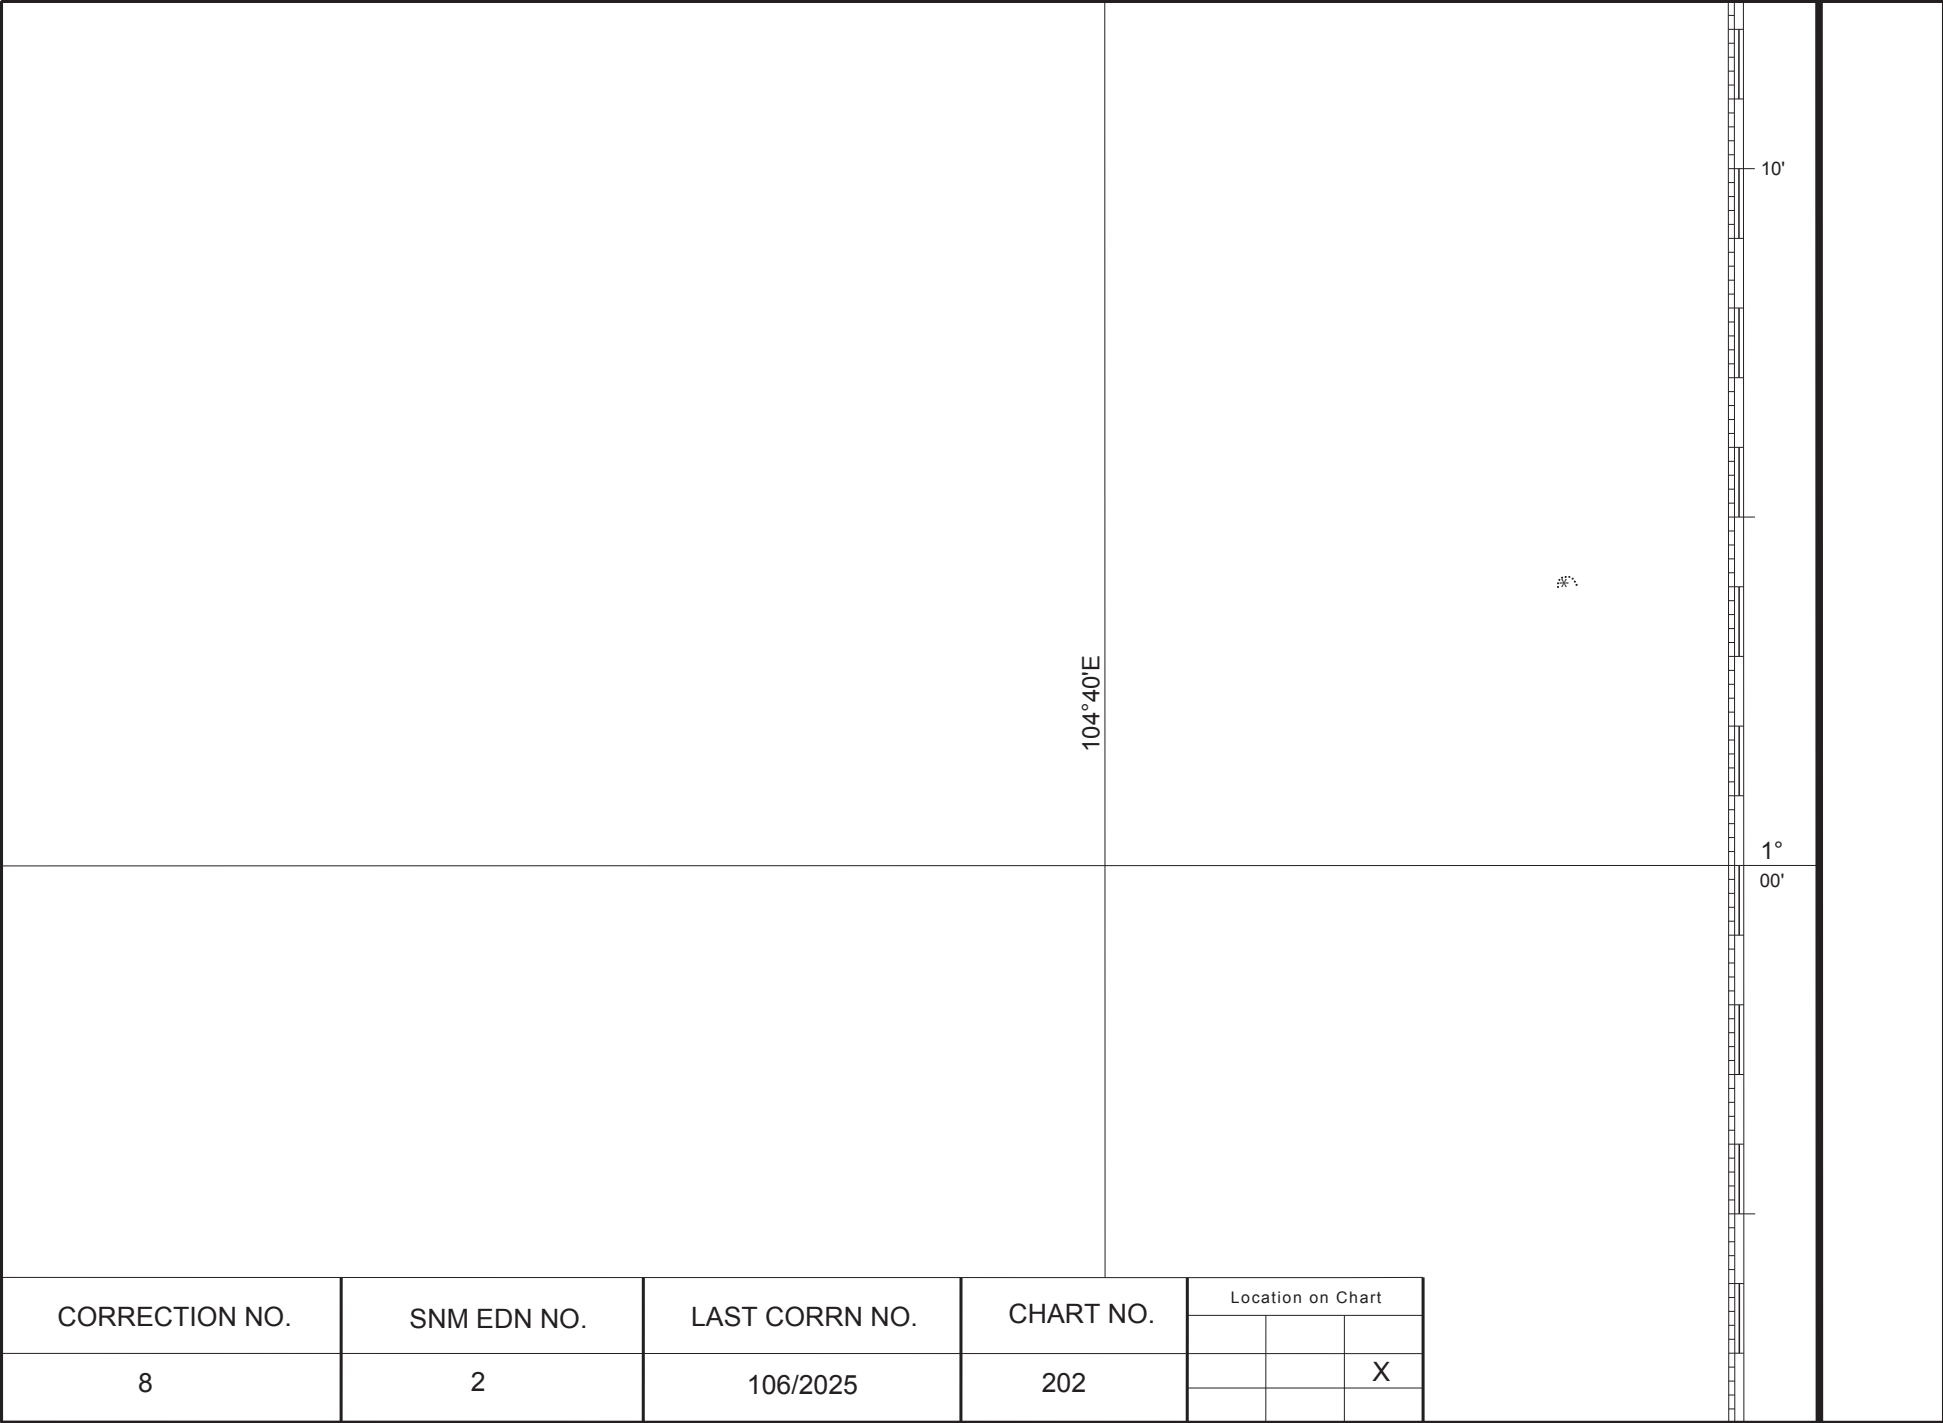 10'
104°40'E
1°
00'
CORRECTION NO.
SNM EDN NO.
LAST CORRN NO.
CHART NO.
Location on Chart
8
2
106/2025
202
X